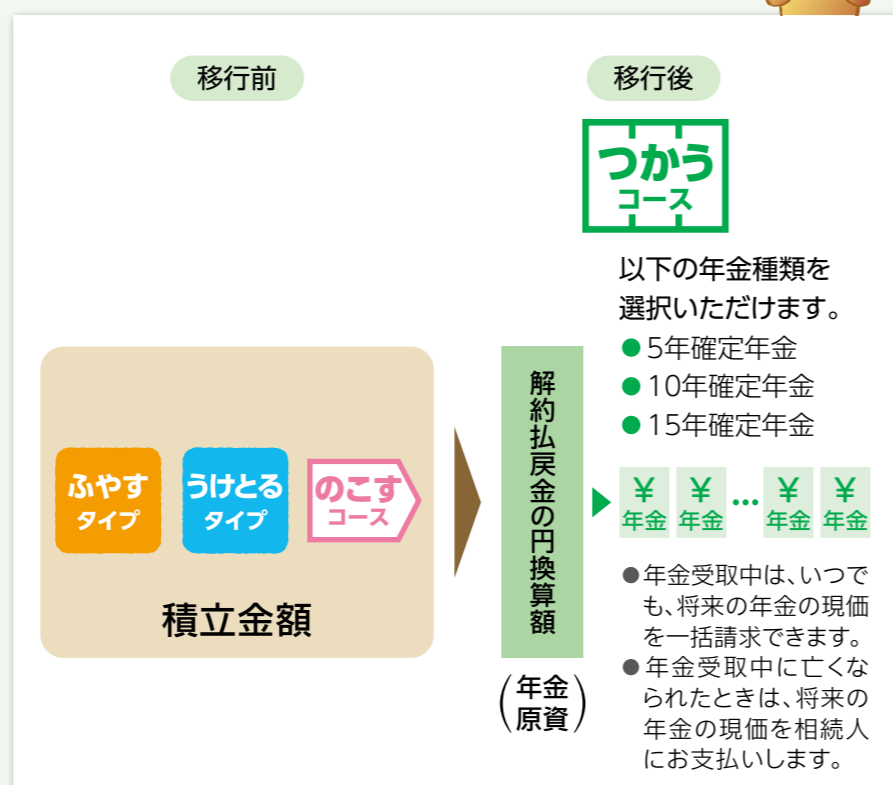 移行前
移行後
つかう
コース
以下の年金種類を
選択いただけます。
●5年確定年金
●10年確定年金
●15年確定年金
ふやす
タイプ
うけとる
タイプ
のこす
コース
積立金額
解約払戻金の円換算額
(年金
原資)
¥ ¥ … ¥ ¥
年金 年金 年金 年金
●年金受取中は、いつで
も、将来の年金の現価
を一括請求できます。
●年金受取中に亡くな
られたときは、将来の
年金の現価を相続人
にお支払いします。